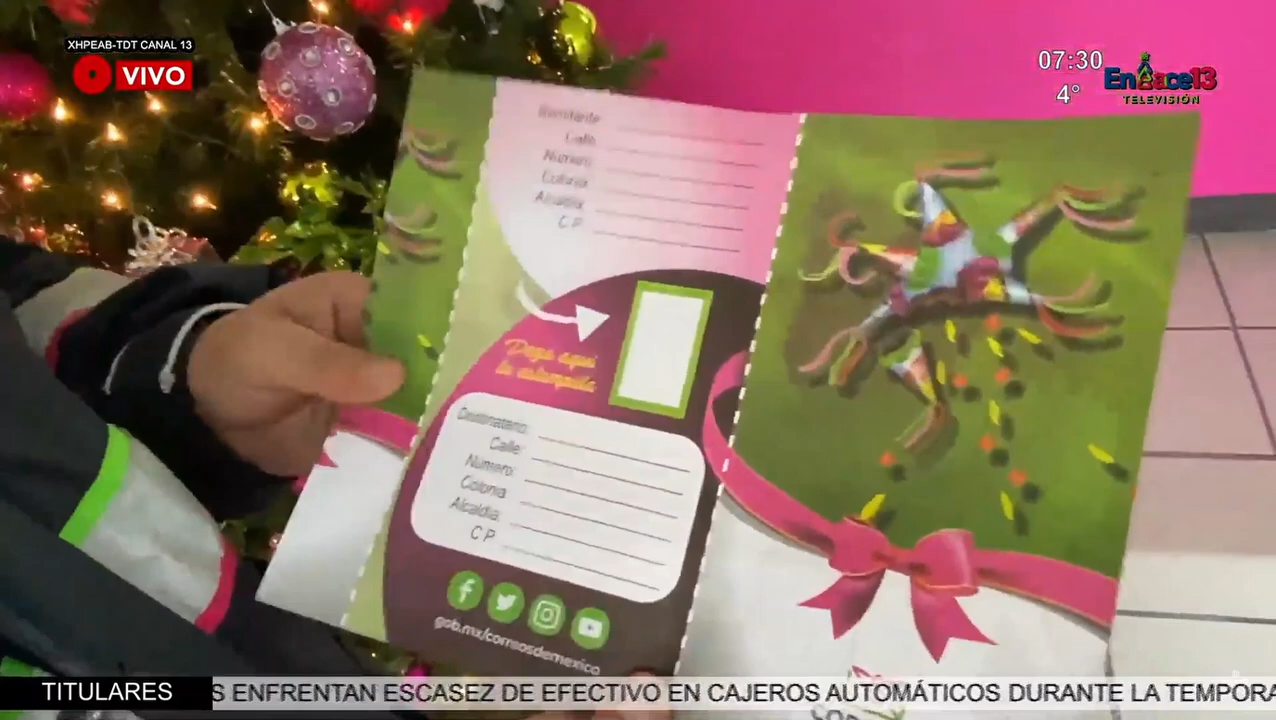 XHPEAB-TDT CANAL 13
VIVO
07:30
4°
Enlace13
TELEVISIÓN
Remitente
Calle
Número:
Colonia
Alcaldía
C P
Pega aquí
la estampilla
Destinatario:
Calle:
Número:
Colonia:
Alcaldía:
C P
gob.mx/correosdemexico
TITULARES
S ENFRENTAN ESCASEZ DE EFECTIVO EN CAJEROS AUTOMÁTICOS DURANTE LA TEMPORA